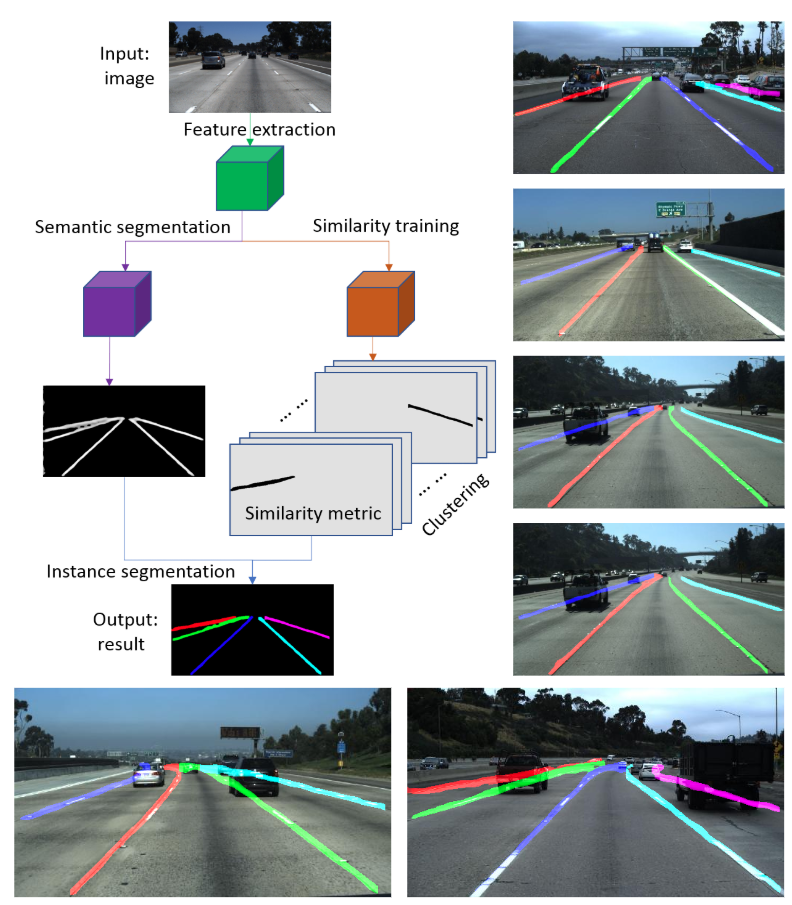 Input:
image
Feature extraction
Semantic segmentation
Similarity training
... ...
Similarity metric
... ...
Clustering
Instance segmentation
Output:
result